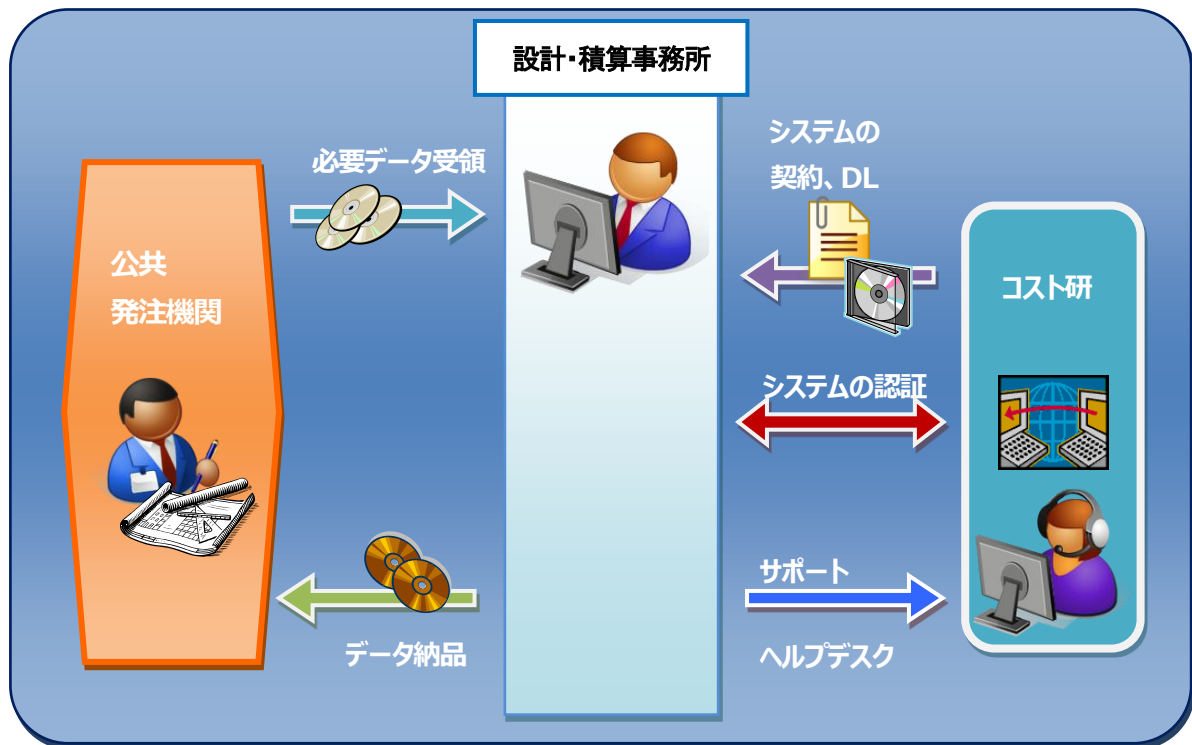 設計・積算事務所
必要データ受領
システムの
契約、DL
公共
発注機関
コスト研
システムの認証
サポート
データ納品
ヘルプデスク